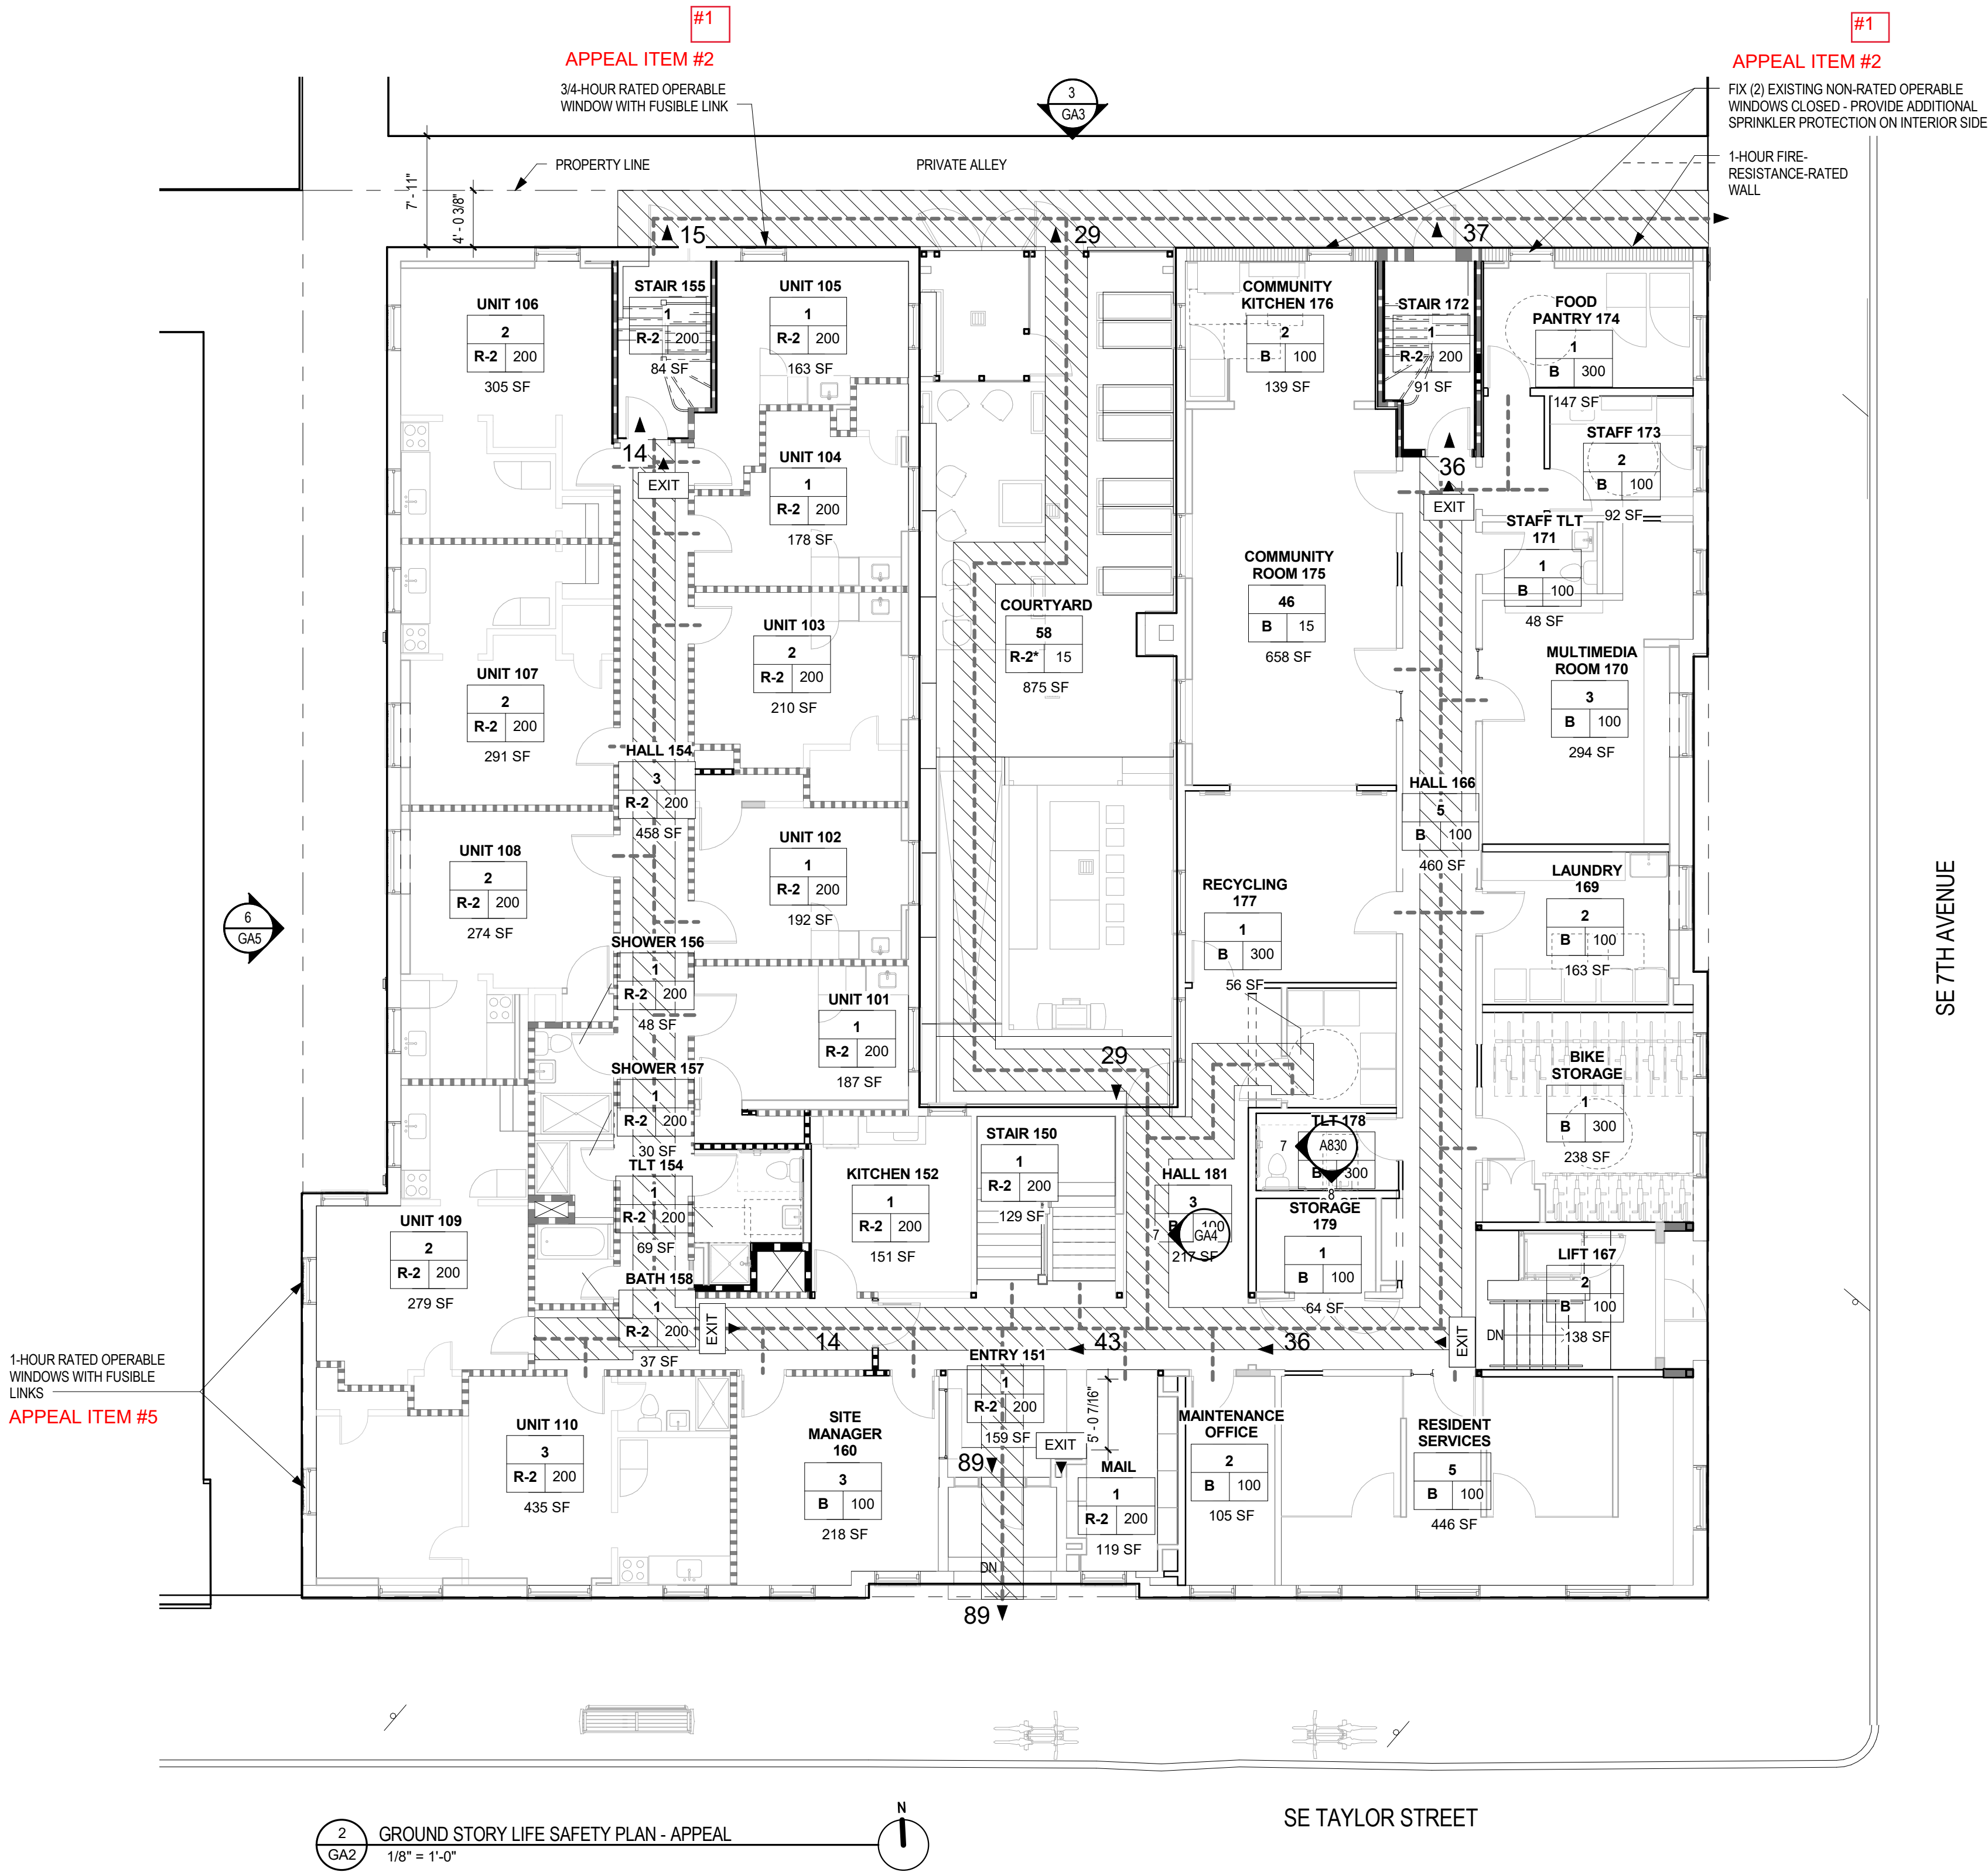 #1
APPEAL ITEM #2
3/4-HOUR RATED OPERABLE
WINDOW WITH FUSIBLE LINK
3
GA3
#1
APPEAL ITEM #2
FIX (2) EXISTING NON-RATED OPERABLE
WINDOWS CLOSED - PROVIDE ADDITIONAL
SPRINKLER PROTECTION ON INTERIOR SIDE
1-HOUR FIRE-
RESISTANCE-RATED
WALL
PROPERTY LINE
PRIVATE ALLEY
7' - 11"
4' - 0 3/8"
15
29
37
UNIT 106
2
R-2 200
305 SF
STAIR 155
1
R-2 200
84 SF
UNIT 105
1
R-2 200
163 SF
COMMUNITY
KITCHEN 176
2
B 100
139 SF
STAIR 172
1
R-2 200
91 SF
FOOD
PANTRY 174
1
B 300
147 SF
14
EXIT
UNIT 104
1
R-2 200
178 SF
36
EXIT
STAFF 173
2
B 100
92 SF
STAFF TLT
171
1
B 100
48 SF
UNIT 107
2
R-2 200
291 SF
UNIT 103
2
R-2 200
210 SF
COURTYARD
58
R-2* 15
875 SF
COMMUNITY
ROOM 175
46
B 15
658 SF
MULTIMEDIA
ROOM 170
3
B 100
294 SF
HALL 154
3
R-2 200
458 SF
HALL 166
5
B 100
460 SF
UNIT 108
2
R-2 200
274 SF
UNIT 102
1
R-2 200
192 SF
RECYCLING
177
1
B 300
56 SF
LAUNDRY
169
2
B 100
163 SF
6
GA5
SE 7TH AVENUE
SHOWER 156
1
R-2 200
48 SF
UNIT 101
1
R-2 200
187 SF
29
BIKE
STORAGE
1
B 300
238 SF
SHOWER 157
1
R-2 200
30 SF
STAIR 150
1
R-2 200
129 SF
TLT 178
7
A830
B 300
8
TLT 154
1
R-2 200
69 SF
KITCHEN 152
1
R-2 200
151 SF
HALL 181
3
B 100
7
GA4
217 SF
STORAGE
179
1
B 100
64 SF
UNIT 109
2
R-2 200
279 SF
LIFT 167
2
B 100
138 SF
DN
BATH 158
1
R-2 200
37 SF
EXIT
14
43
36
EXIT
1-HOUR RATED OPERABLE
WINDOWS WITH FUSIBLE
LINKS
APPEAL ITEM #5
UNIT 110
3
R-2 200
435 SF
SITE
MANAGER
160
3
B 100
218 SF
ENTRY 151
1
R-2 200
159 SF
5' - 0 7/16"
EXIT
89
MAIL
1
R-2 200
119 SF
DN
89
MAINTENANCE
OFFICE
2
B 100
105 SF
RESIDENT
SERVICES
5
B 100
446 SF
2
GA2
GROUND STORY LIFE SAFETY PLAN - APPEAL
1/8" = 1'-0"
N
SE TAYLOR STREET